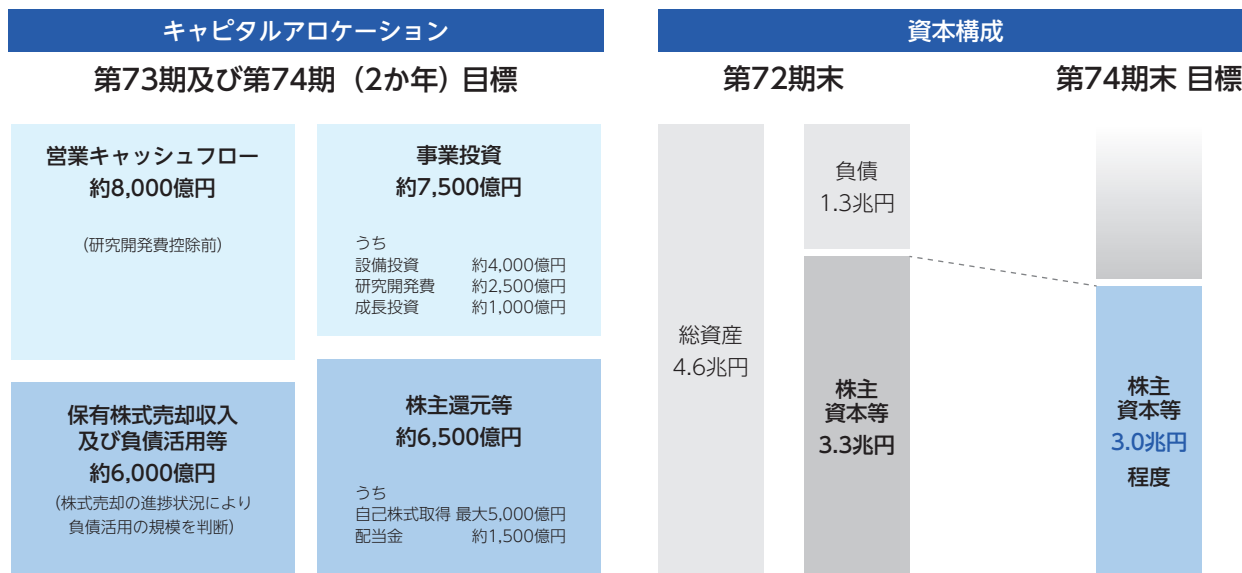 キャピタルアロケーション
第73期及び第74期（2か年）目標
営業キャッシュフロー
約8,000億円
（研究開発費控除前）
保有株式売却収入
及び負債活用等
約6,000億円
（株式売却の進捗状況により
負債活用の規模を判断）
事業投資
約7,500億円
うち
設備投資 約4,000億円
研究開発費 約2,500億円
成長投資 約1,000億円
株主還元等
約6,500億円
うち
自己株式取得 最大5,000億円
配当金 約1,500億円
資本構成
第72期末
第74期末 目標
総資産
4.6兆円
負債
1.3兆円
株主
資本等
3.3兆円
株主
資本等
3.0兆円
程度